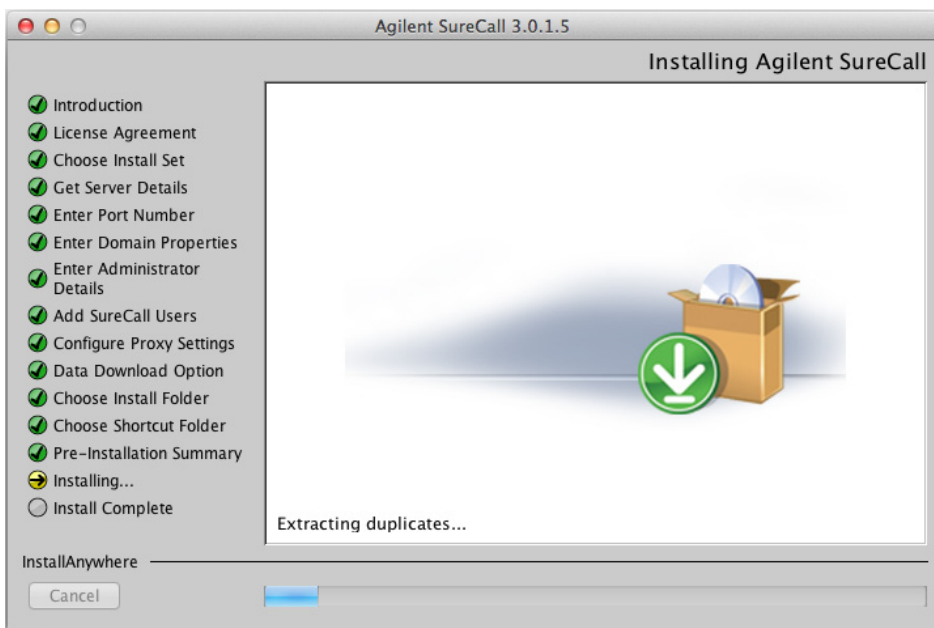 Agilent SureCall 3.0.1.5
Installing Agilent SureCall
Introduction
License Agreement
Choose Install Set
Get Server Details
Enter Port Number
Enter Domain Properties
Enter Administrator
Details
Add SureCall Users
Configure Proxy Settings
Data Download Option
Choose Install Folder
Choose Shortcut Folder
Pre-Installation Summary
Installing...
Install Complete
Extracting duplicates...
InstallAnywhere
Cancel